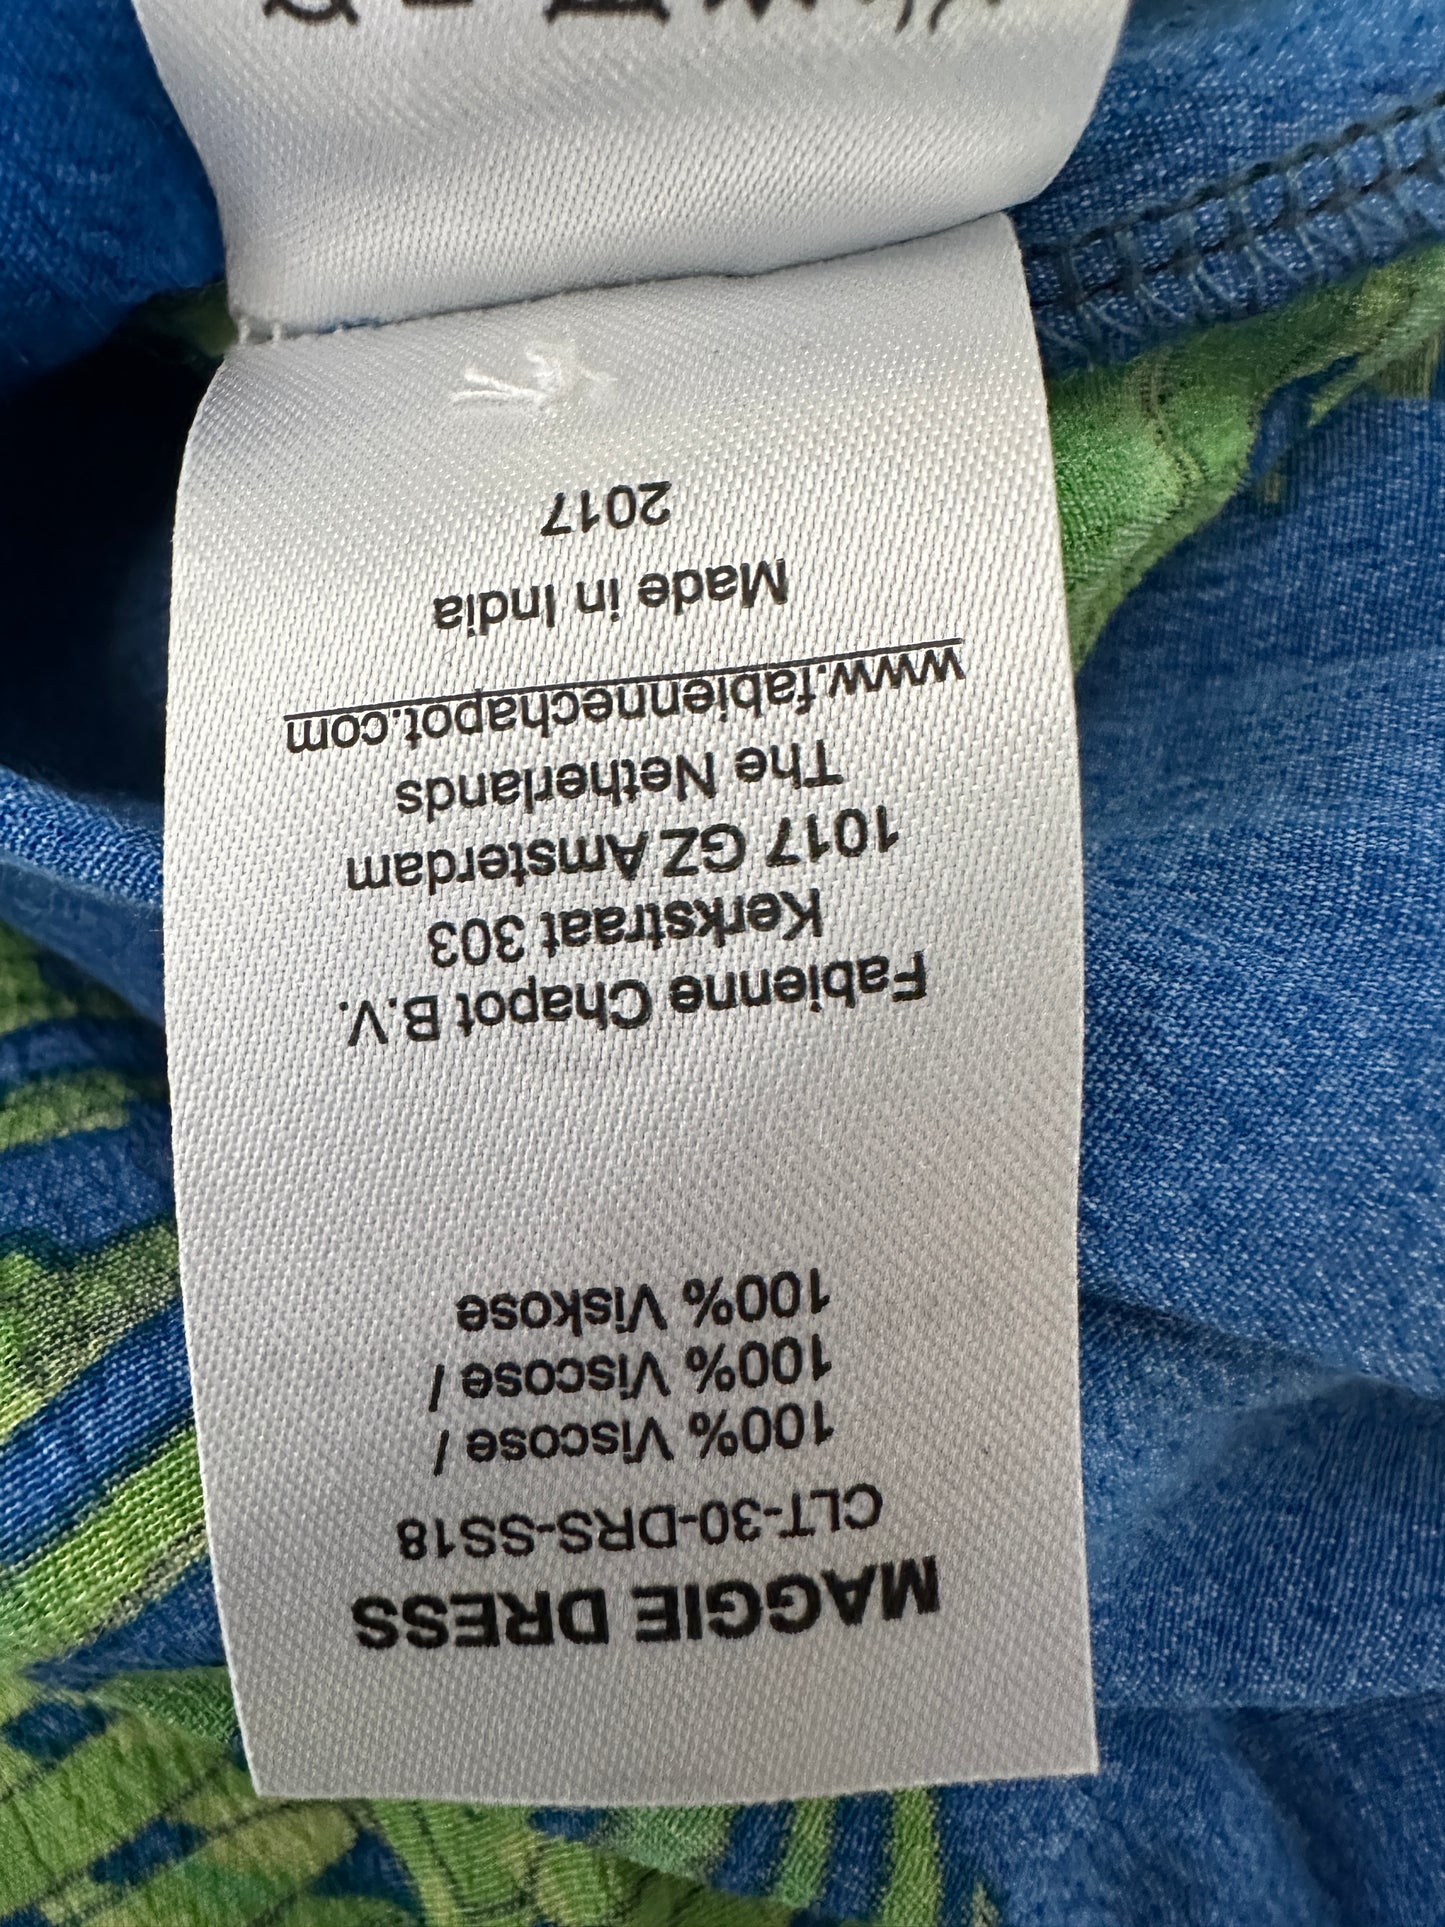 MAGGIE DRESS
CLT-30-DRS-SS18
100% Viscose /
100% Viscose /
100% Viskose
Fabienne Chapot B.V.
Kerkstraat 303
1017 GZ Amsterdam
The Netherlands
www.fabiennechapot.com
Made in India
2017